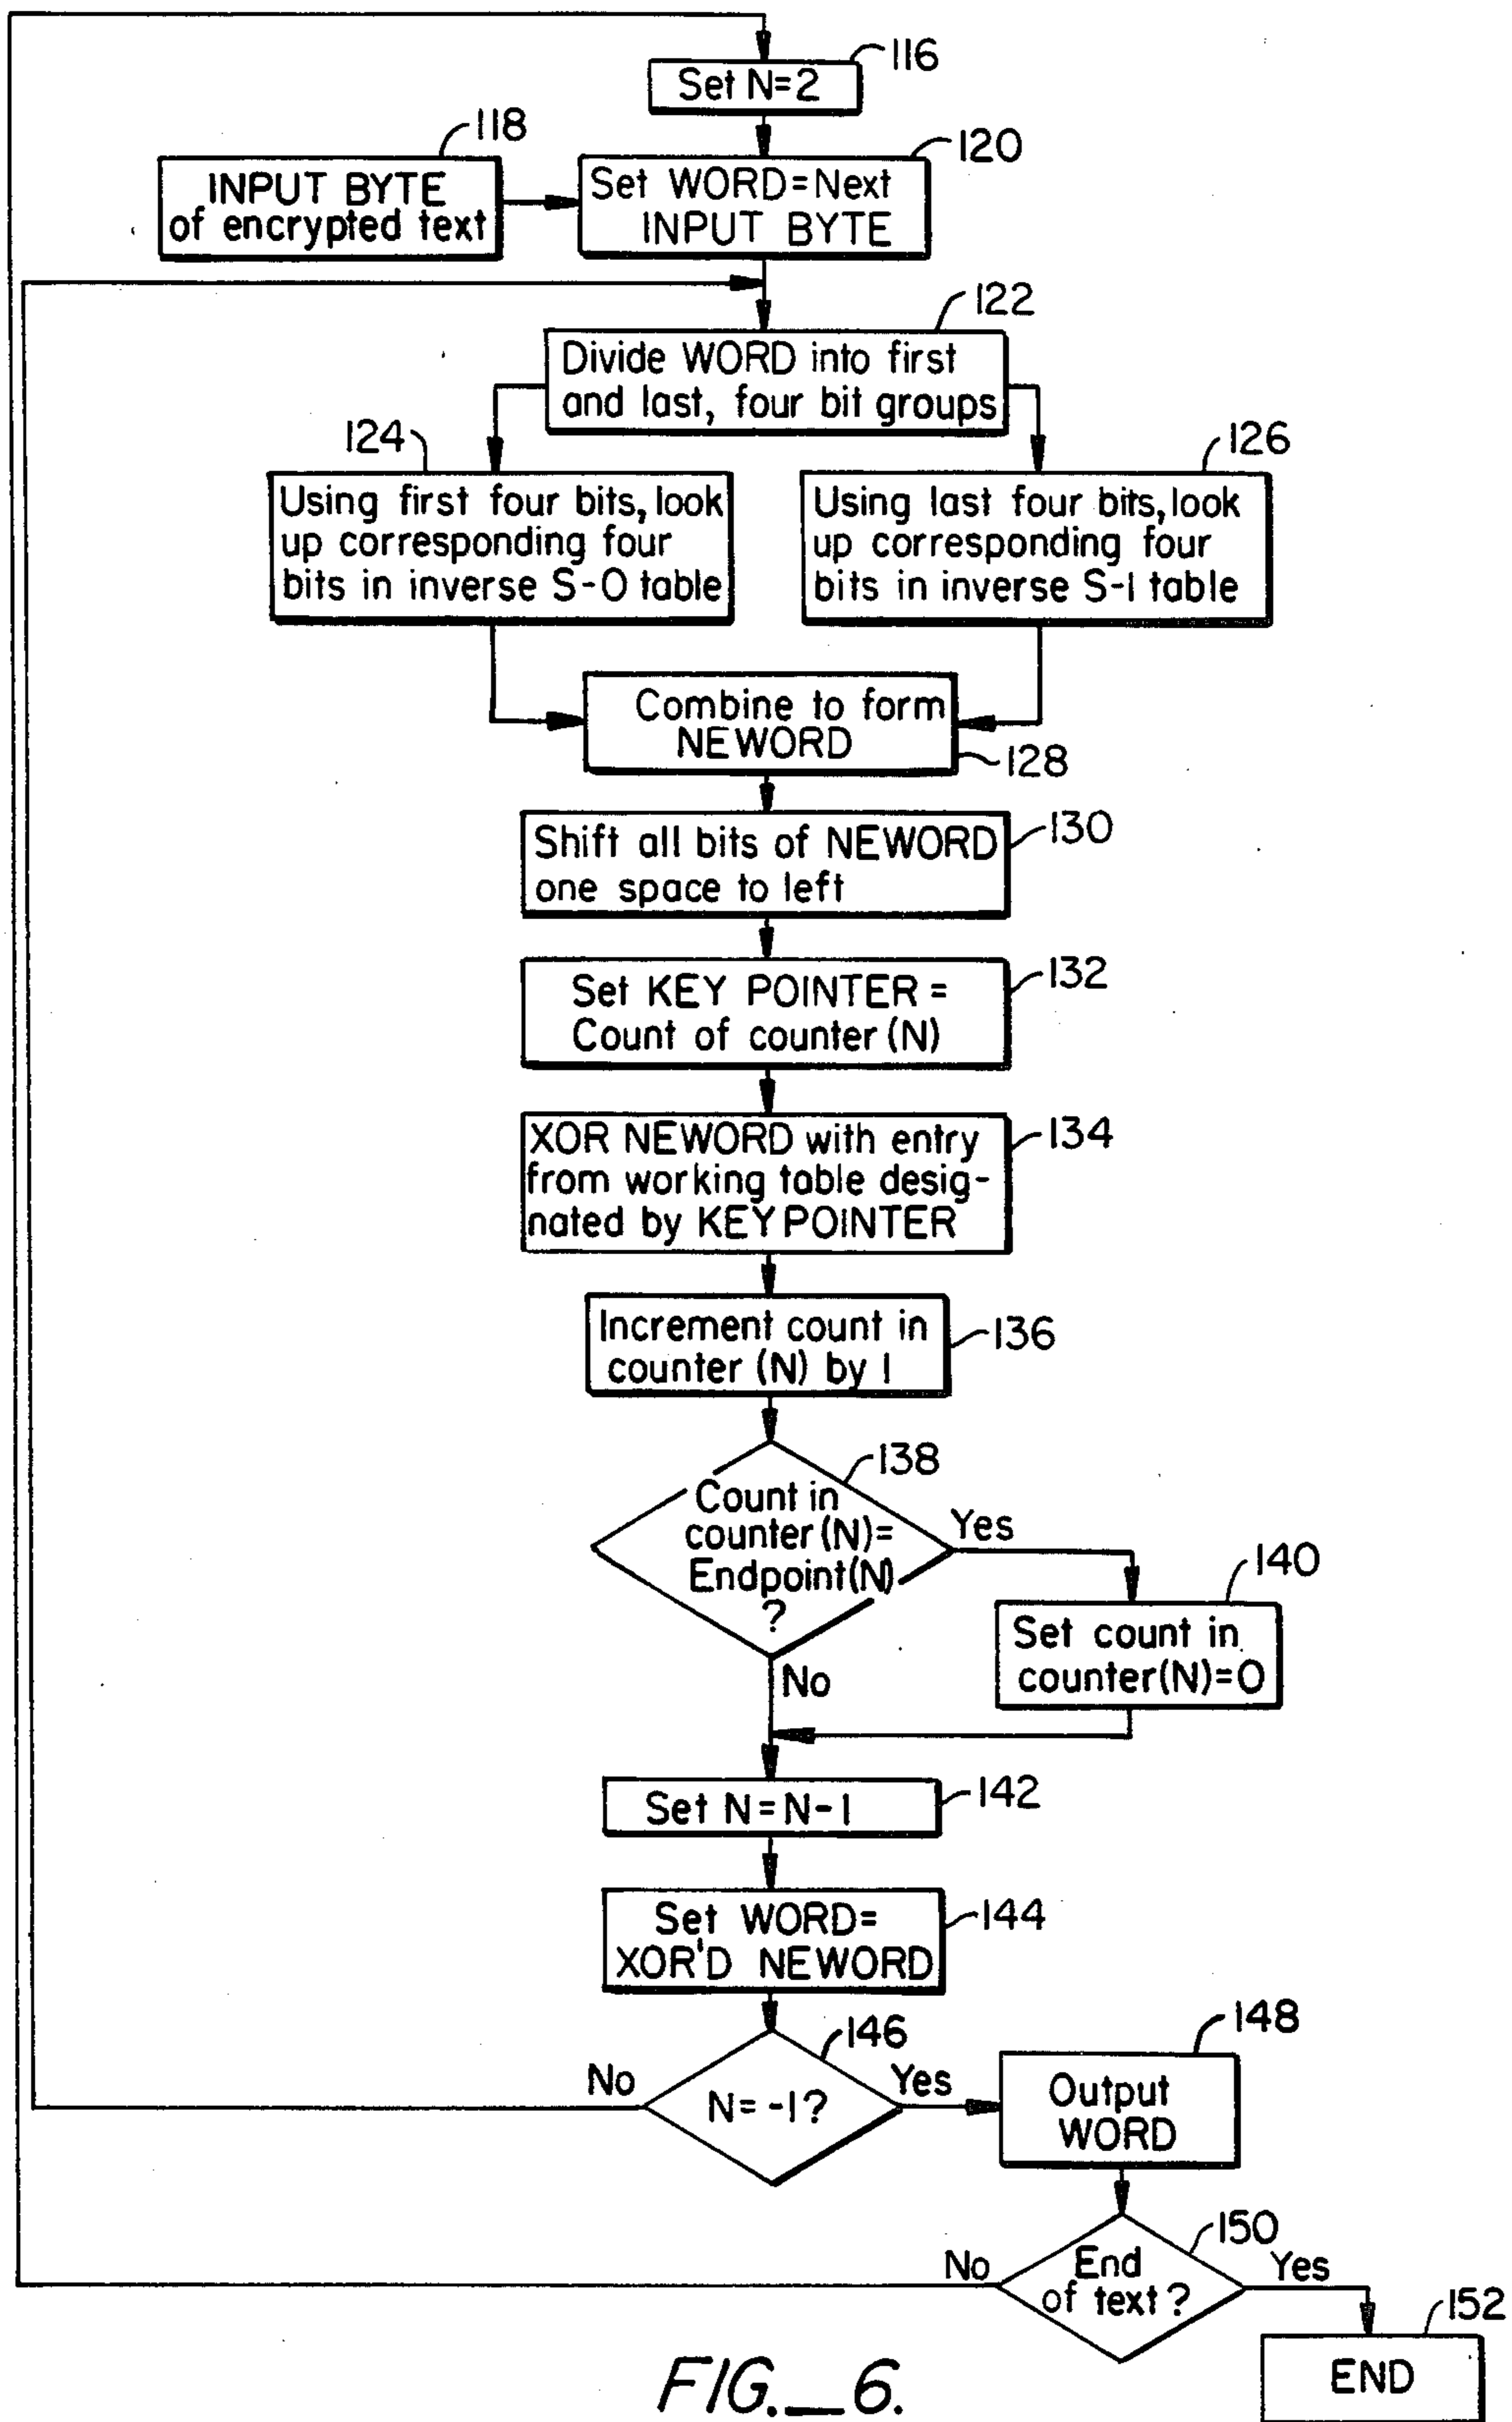 116
Set N=2
118
120
INPUT BYTE
of encrypted text
Set WORD=Next
INPUT BYTE
122
Divide WORD into first
and last, four bit groups
124
126
Using first four bits, look
up corresponding four
bits in inverse S-O table
Using last four bits, look
up corresponding four
bits in inverse S-I table
Combine to form
NEWORD
128
Shift all bits of NEWORD
one space to left
130
Set KEY POINTER =
Count of counter (N)
132
XOR NEWORD with entry
from working table desig-
nated by KEY POINTER
134
Increment count in
counter (N) by 1
136
138
Count in
counter (N)=
Endpoint(N)
?
Yes
No
140
Set count in
counter(N)=0
Set N=N-1
142
Set WORD=
XOR'D NEWORD
144
146
N= -1?
No
Yes
148
Output
WORD
150
End
of text?
No
Yes
152
END
FIG._6.